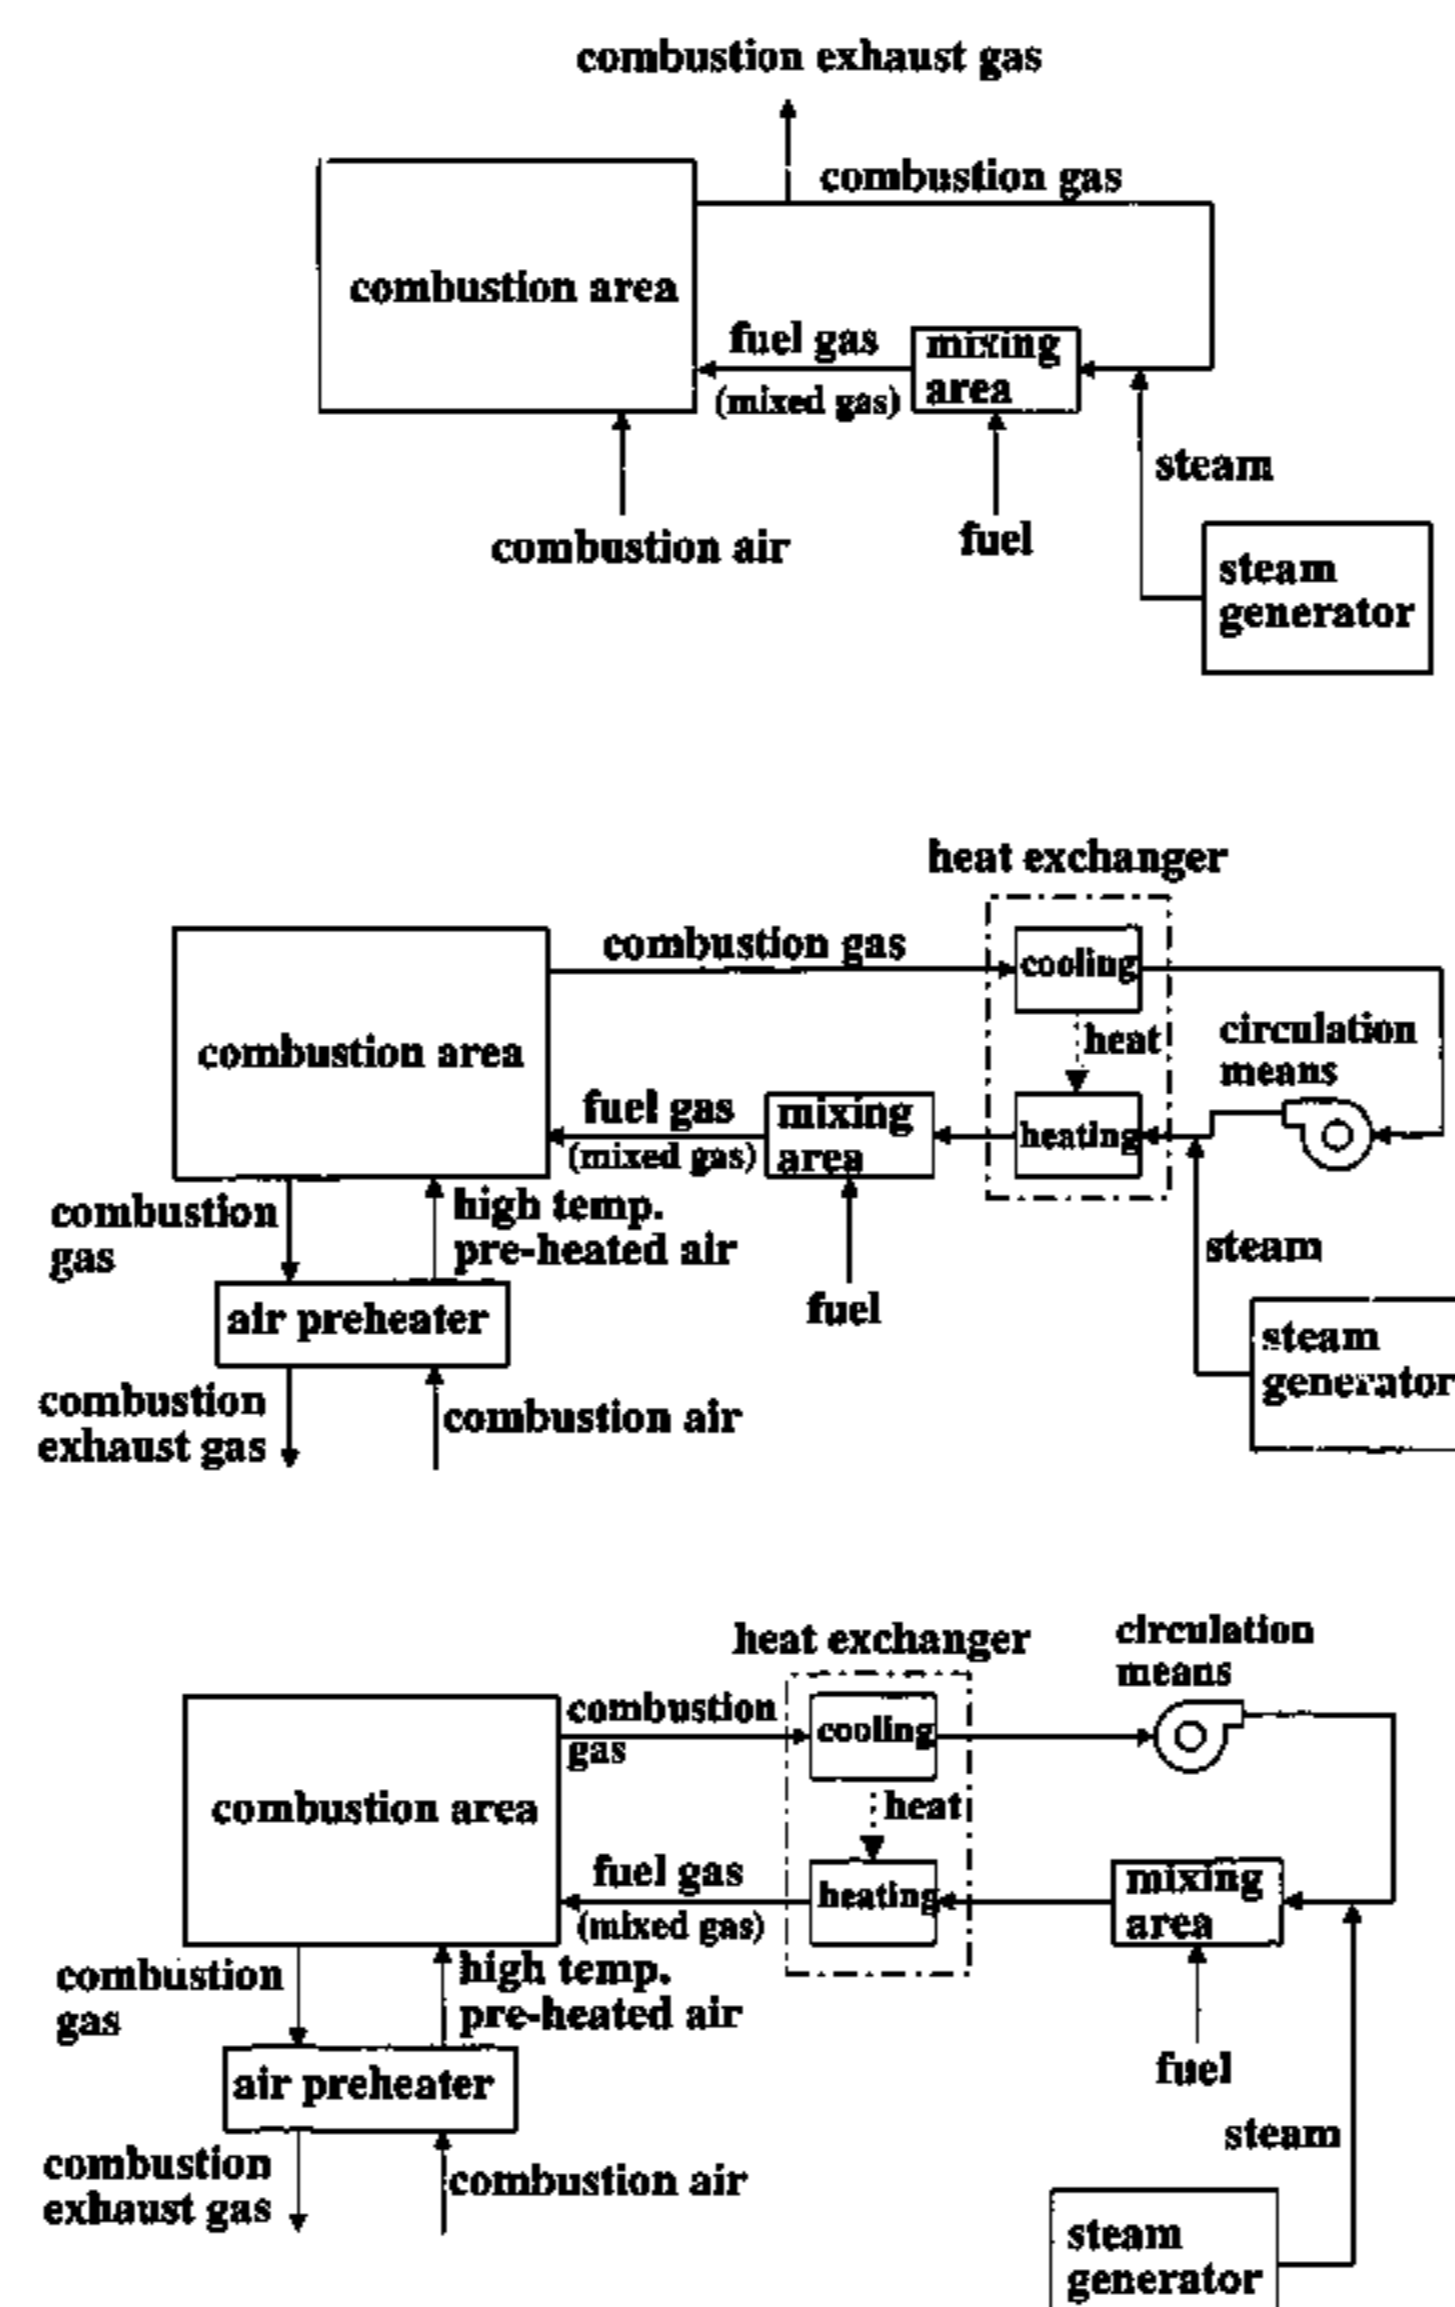 combustion exhaust gas
combustion gas
combustion area
fuel gas
(mixed gas)
mixing
area
steam
combustion air
fuel
steam
generator
heat exchanger
combustion gas
cooling
combustion area
heat
circulation
means
fuel gas
(mixed gas)
mixing
area
heating
combustion
gas
high temp.
pre-heated air
steam
fuel
air preheater
steam
generator
combustion
exhaust gas
combustion air
heat exchanger
circulation
means
combustion
gas
cooling
combustion area
heat
fuel gas
(mixed gas)
heating
mixing
area
combustion
gas
high temp.
pre-heated air
fuel
air preheater
steam
combustion
exhaust gas
combustion air
steam
generator